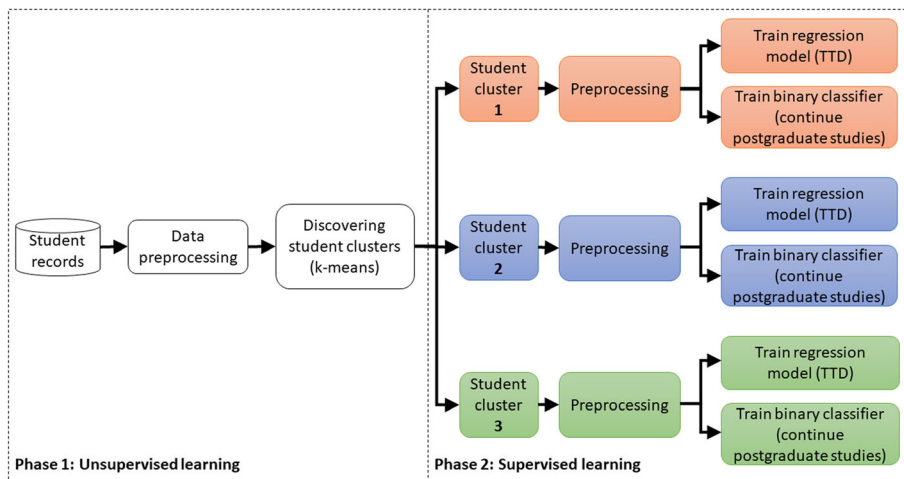 Student
records
Data
preprocessing
Discovering
student clusters
(k-means)
Phase 1: Unsupervised learning
Student
cluster
1
Preprocessing
Train regression
model (TTD)
Train binary classifier
(continue
postgraduate studies)
Student
cluster
2
Preprocessing
Train regression
model (TTD)
Train binary classifier
(continue
postgraduate studies)
Student
cluster
3
Preprocessing
Train regression
model (TTD)
Train binary classifier
(continue
postgraduate studies)
Phase 2: Supervised learning